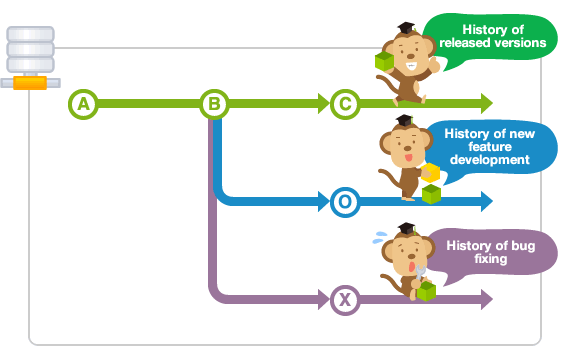 History of
released versions
A
B
C
History of new
feature
development
O
History of bug
fixing
X